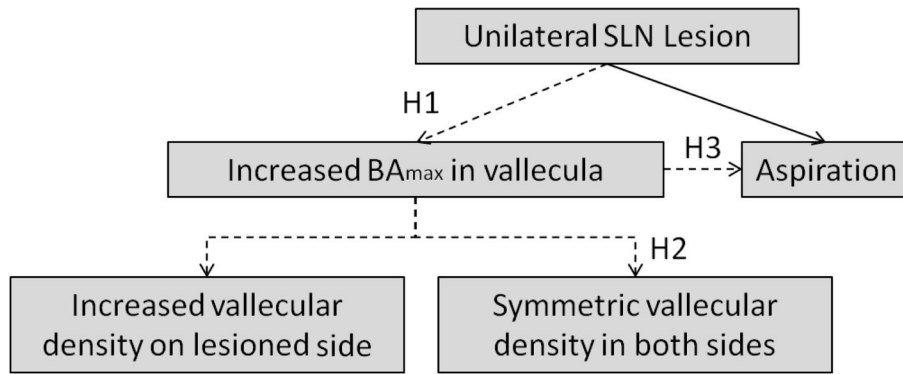 Unilateral SLN Lesion
H1
Increased BAmax in vallecula
H3
Aspiration
H2
Increased vallecular
density on lesioned side
Symmetric vallecular
density in both sides